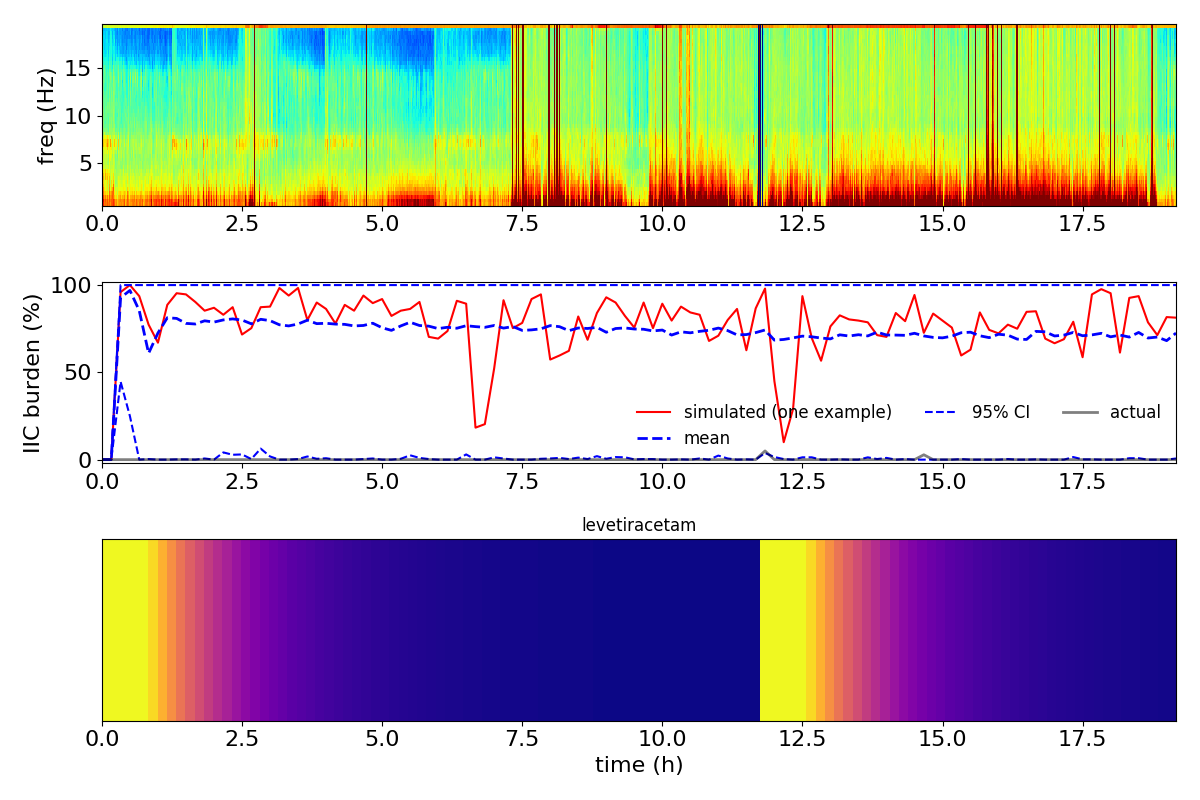 freq (Hz)
15
10
5
0.0 2.5 5.0 7.5 10.0 12.5 15.0 17.5
IIC burden (%)
100
50
0
simulated (one example) 95% CI actual
mean
0.0 2.5 5.0 7.5 10.0 12.5 15.0 17.5
levetiracetam
0.0 2.5 5.0 7.5 10.0 12.5 15.0 17.5
time (h)